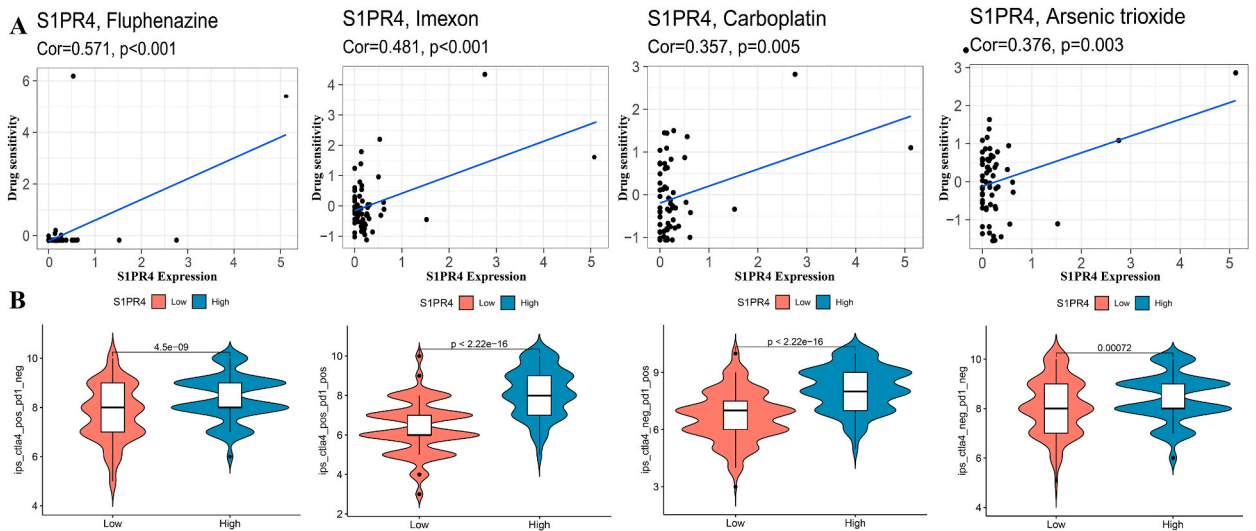 A
S1PR4, Fluphenazine
Cor=0.571, p<0.001
Drug sensitivity
6
4
2
0
0 1 2 3 4 5
S1PR4 Expression
S1PR4, Imexon
Cor=0.481, p<0.001
Drug sensitivity
4
3
2
1
0
−1
0 1 2 3 4 5
S1PR4 Expression
S1PR4, Carboplatin
Cor=0.357, p=0.005
Drug sensitivity
3
2
1
0
−1
0 1 2 3 4 5
S1PR4 Expression
S1PR4, Arsenic trioxide
Cor=0.376, p=0.003
Drug sensitivity
3
2
1
0
−1
0 1 2 3 4 5
S1PR4 Expression
B
S1PR4 Low High
4.5e−09
ips_ctla4_pos_pd1_neg
10
8
6
4
Low High
S1PR4 Low High
p < 2.22e−16
ips_ctla4_pos_pd1_pos
10
8
6
4
2
Low High
S1PR4 Low High
p < 2.22e−16
ips_ctla4_neg_pd1_pos
9
6
3
Low High
S1PR4 Low High
0.00072
ips_ctla4_neg_pd1_neg
10
8
6
4
Low High